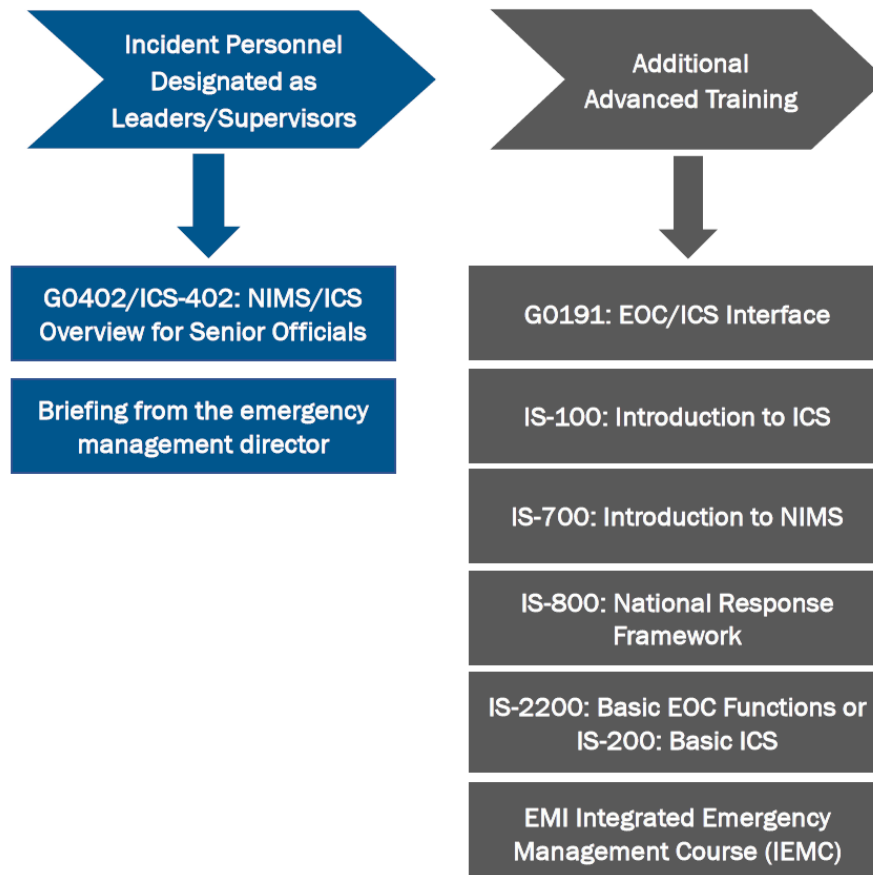 Incident Personnel
Designated as
Leaders/Supervisors
G0402/ICS-402: NIMS/ICS
Overview for Senior Officials
Briefing from the emergency
management director
Additional
Advanced Training
G0191: EOC/ICS Interface
IS-100: Introduction to ICS
IS-700: Introduction to NIMS
IS-800: National Response
Framework
IS-2200: Basic EOC Functions or
IS-200: Basic ICS
EMI Integrated Emergency
Management Course (IEMC)